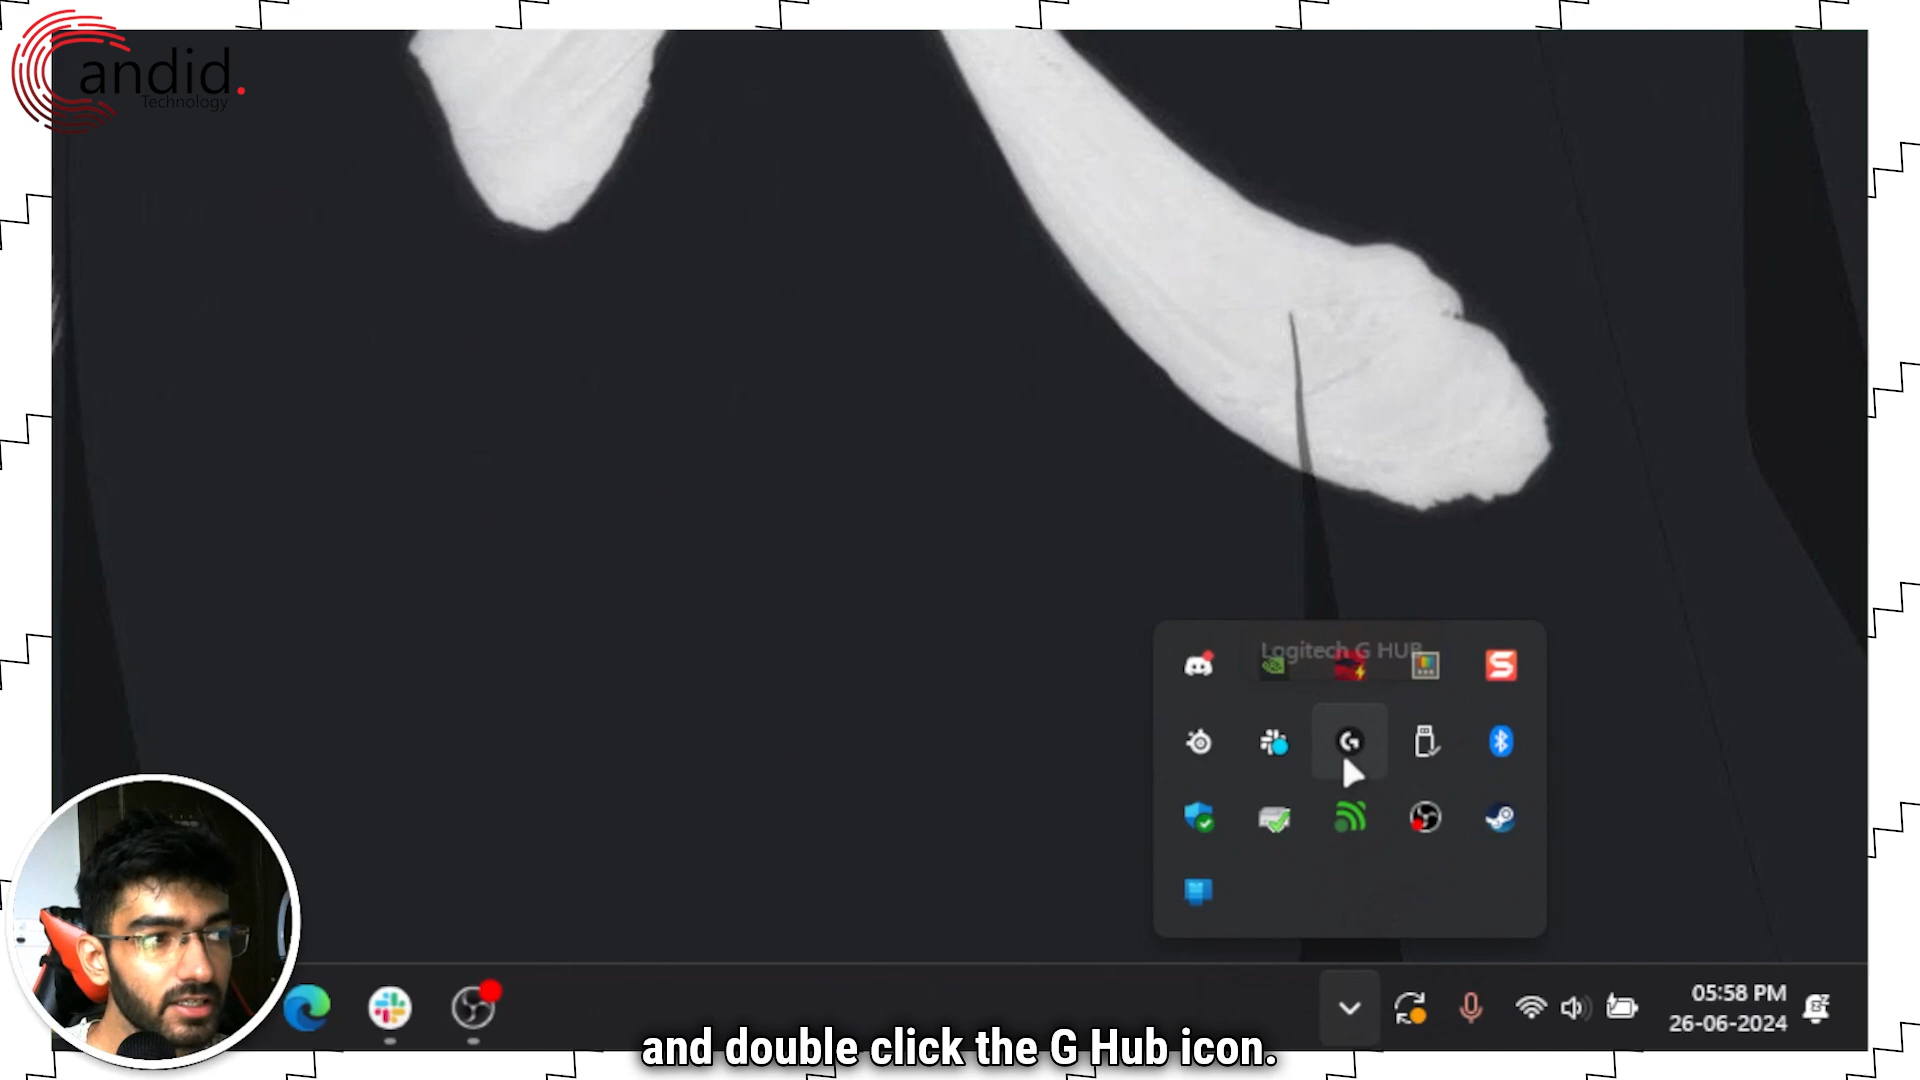 andid.
Technology
Logitech G HUB
05:58 PM
26-06-2024
and double click the G Hub icon.